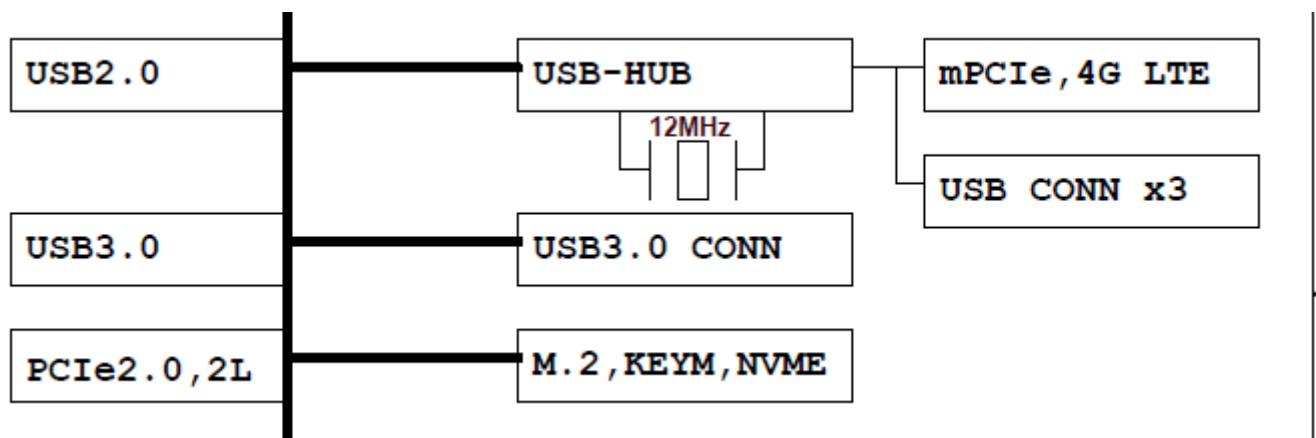 USB2.0
USB-HUB
mPCIe,4G LTE
12MHz
USB CONN x3
USB3.0
USB3.0 CONN
PCIe2.0,2L
M.2,KEYM,NVME